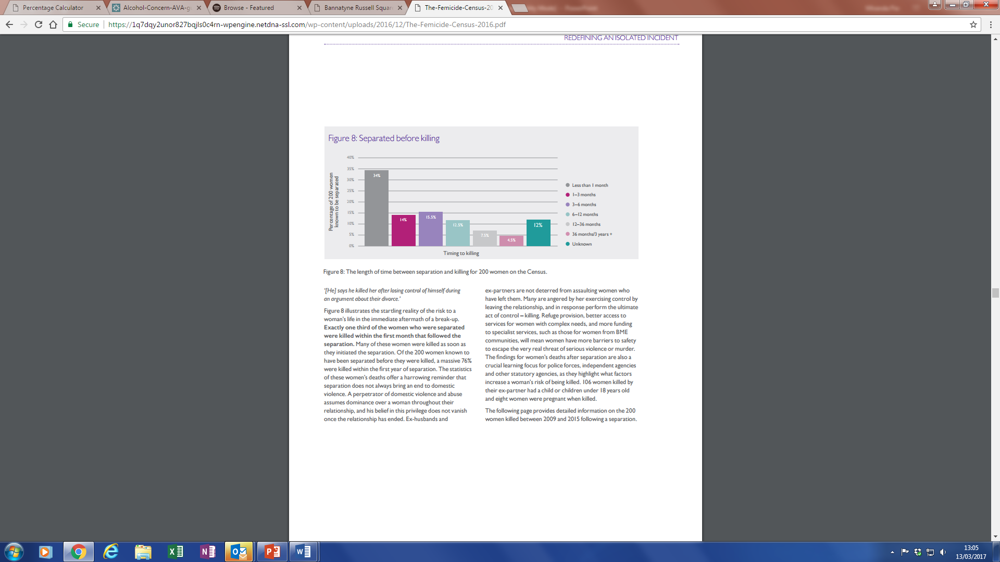 Percentage Calculator
Alcohol-Concern-AVA-g
Browse - Featured
Bannatyne Russell Squar
The-Femicide-Census-20
Secure
https://1q7dqy2unor827bqjls0c4rn-wpengine.netdna-ssl.com/wp-content/uploads/2016/12/The-Femicide-Census-2016.pdf
REDEFINING AN ISOLATED INCIDENT
Figure 8: Separated before killing
Percentage of 200 women
known to be separated
40%
35%
30%
25%
20%
15%
10%
5%
0%
34%
14%
15.5%
12.5%
7.5%
4.5%
12%
Timing to killing
Less than 1 month
1–3 months
3–6 months
6–12 months
12–36 months
36 months/3 years +
Unknown
Figure 8: The length of time between separation and killing for 200 women on the Census.
‘[He] says he killed her after losing control of himself during
an argument about their divorce.’
Figure 8 illustrates the startling reality of the risk to a
woman’s life in the immediate aftermath of a break-up.
Exactly one third of the women who were separated
were killed within the first month that followed the
separation. Many of these women were killed as soon as
they initiated the separation. Of the 200 women known to
have been separated before they were killed, a massive 76%
were killed within the first year of separation. The statistics
of these women’s deaths offer a harrowing reminder that
separation does not always bring an end to domestic
violence. A perpetrator of domestic violence and abuse
assumes dominance over a woman throughout their
relationship, and his belief in this privilege does not vanish
once the relationship has ended. Ex-husbands and
ex-partners are not deterred from assaulting women who
have left them. Many are angered by her exercising control by
leaving the relationship, and in response perform the ultimate
act of control – killing. Refuge provision, better access to
services for women with complex needs, and more funding
to specialist services, such as those for women from BME
communities, will mean women have more barriers to safety
to escape the very real threat of serious violence or murder.
The findings for women’s deaths after separation are also a
crucial learning focus for police forces, independent agencies
and other statutory agencies, as they highlight what factors
increase a woman’s risk of being killed. 106 women killed by
their ex-partner had a child or children under 18 years old
and eight women were pregnant when killed.
The following page provides detailed information on the 200
women killed between 2009 and 2015 following a separation.
13:05
13/03/2017